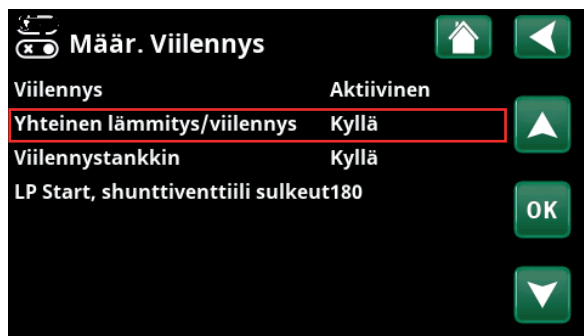 Määr. Viilennys
Viilennys Aktiivinen
Yhteinen lämmitys/viilennys Kyllä
Viilennystankkin Kyllä
LP Start, shunttiventtiili sulkeut180
OK